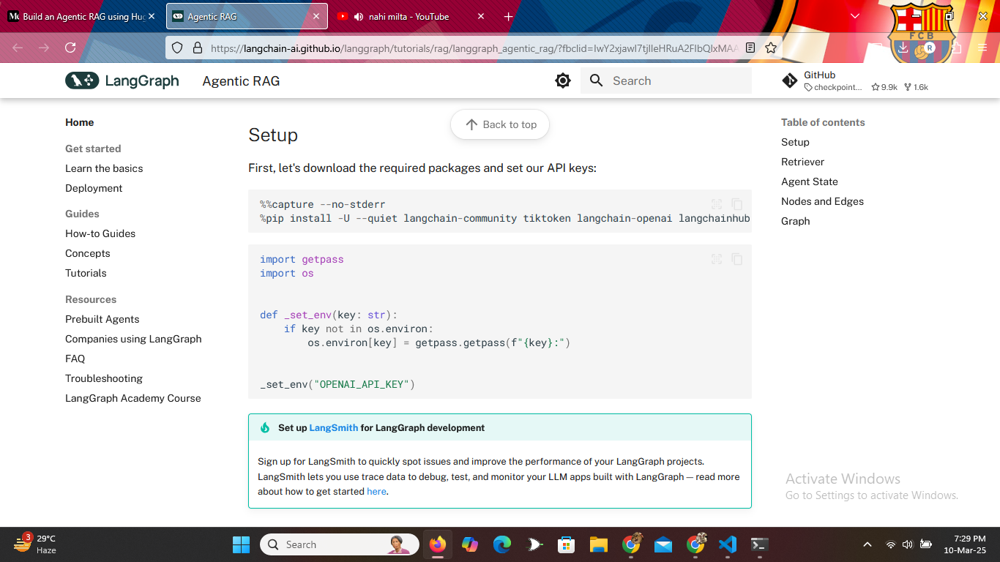 Build an Agentic RAG using Hug
Agentic RAG
nahi milta - YouTube
FCB
https://langchain-ai.github.io/langgraph/tutorials/rag/langgraph_agentic_rag/?fbclid=
R
LangGraph
Agentic RAG
Search
GitHub
checkpoint... 9.9k 1.6k
Home
Get started
Learn the basics
Deployment
Guides
How-to Guides
Concepts
Tutorials
Resources
Prebuilt Agents
Companies using LangGraph
FAQ
Troubleshooting
LangGraph Academy Course
Back to top
Setup
First, let's download the required packages and set our API keys:
%%capture --no-stderr
%pip install -U --quiet langchain-community tiktoken langchain-openai langchainhub
import getpass
import os
def _set_env(key: str):
    if key not in os.environ:
        os.environ[key] = getpass.getpass(f"{key}:")
_set_env("OPENAI_API_KEY")
Set up LangSmith for LangGraph development
Sign up for LangSmith to quickly spot issues and improve the performance of your LangGraph projects.
LangSmith lets you use trace data to debug, test, and monitor your LLM apps built with LangGraph — read more
about how to get started here.
Table of contents
Setup
Retriever
Agent State
Nodes and Edges
Graph
Activate Windows
Go to Settings to activate Windows.
3
29°C
Haze
Search
7:29 PM
10-Mar-25